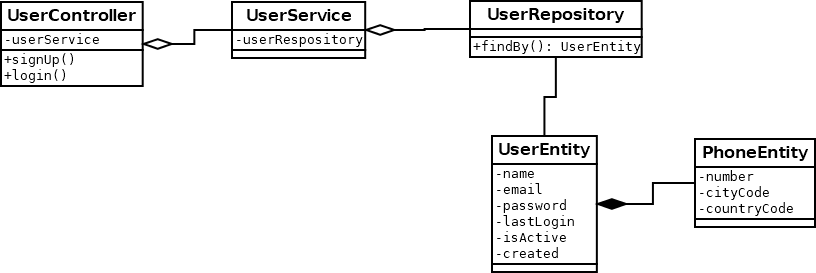 UserController
-userService
+signUp()
+login()
UserService
-userRespository
UserRepository
+findBy(): UserEntity
UserEntity
-name
-email
-password
-lastLogin
-isActive
-created
PhoneEntity
-number
-cityCode
-countryCode